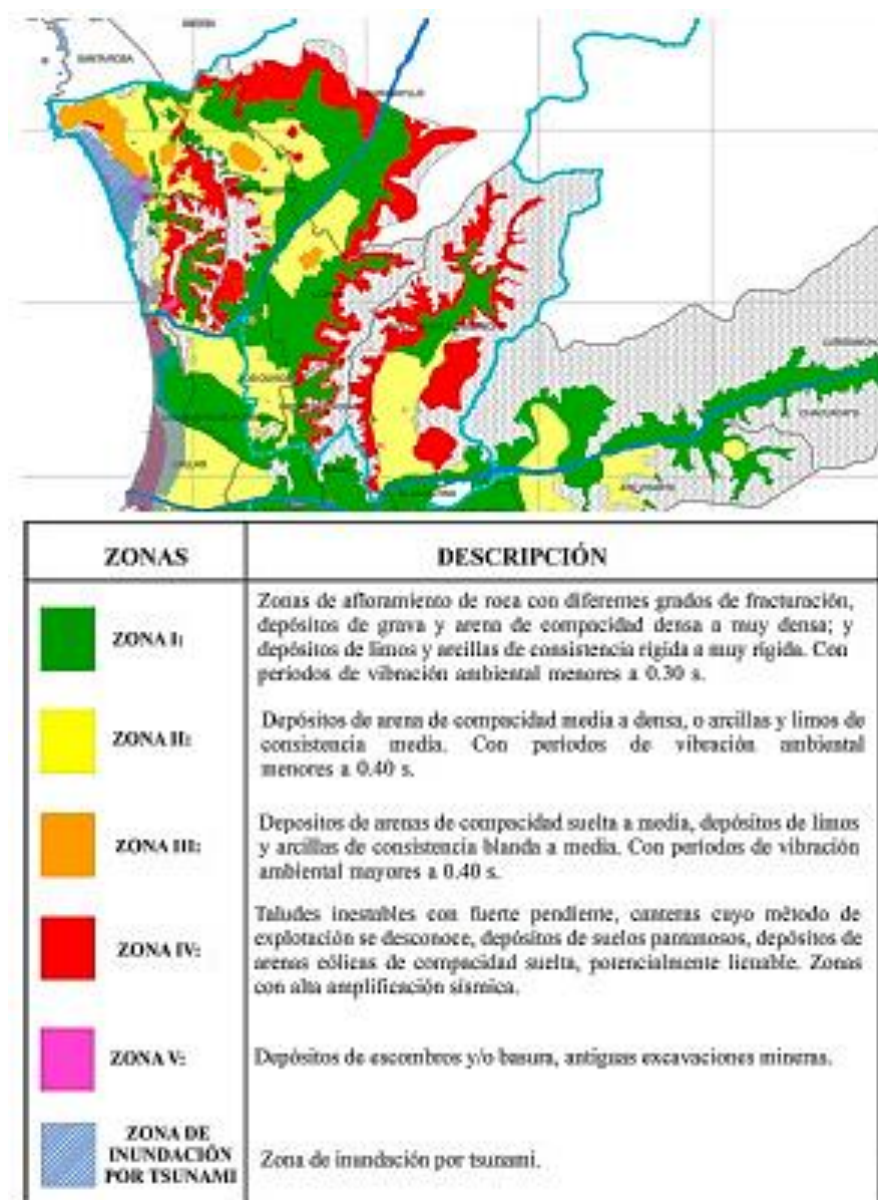 SANTA ROSA
CALLAO
ZONAS
DESCRIPCIÓN
ZONA I:
Zonas de afloramiento de roca con diferentes grados de fracturación,
depósitos de grava y arena de compacidad densa a muy densa; y
depósitos de limos y arcillas de consistencia rígida a muy rígida. Con
periodos de vibración ambiental menores a 0.30 s.
ZONA II:
Depósitos de arena de compacidad media a densa, o arcillas y limos de
consistencia media. Con períodos de vibración ambiental
menores a 0.40 s.
ZONA III:
Depositos de arenas de compacidad suelta a media, depósitos de limos
y arcillas de consistencia blanda a media. Con períodos de vibración
ambiental mayores a 0.40 s.
ZONA IV:
Taludes inestables con fuerte pendiente, canteras cuyo método de
explotación se desconoce, depósitos de suelos pantanosos, depósitos de
arenas eólicas de compacidad suelta, potencialmente licuable. Zonas
con alta amplificación sísmica.
ZONA V:
Depósitos de escombros y/o basura, antiguas excavaciones mineras.
ZONA DE
INUNDACIÓN
POR TSUNAMI
Zona de inundación por tsunami.